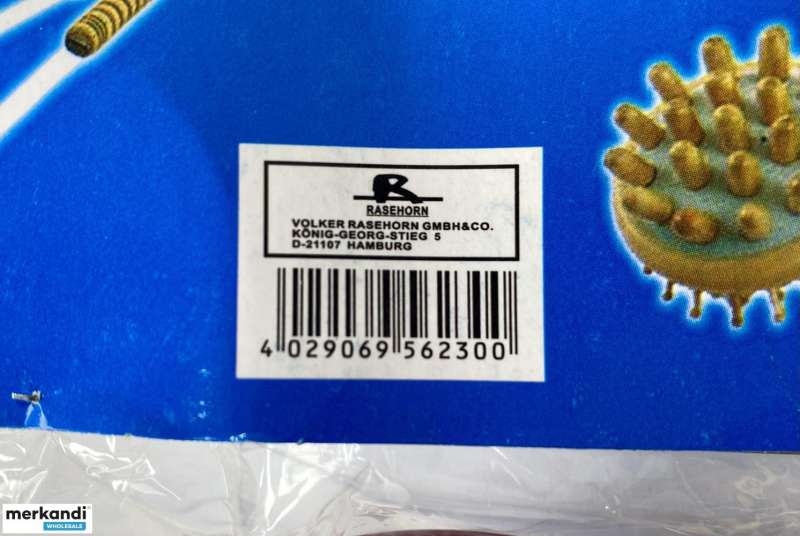 R
RASEHORN
VOLKER RASEHORN GMBH&CO.
KÖNIG-GEORG-STIEG 5
D-21107 HAMBURG
4 029069 562300
merkandi
WHOLESALE